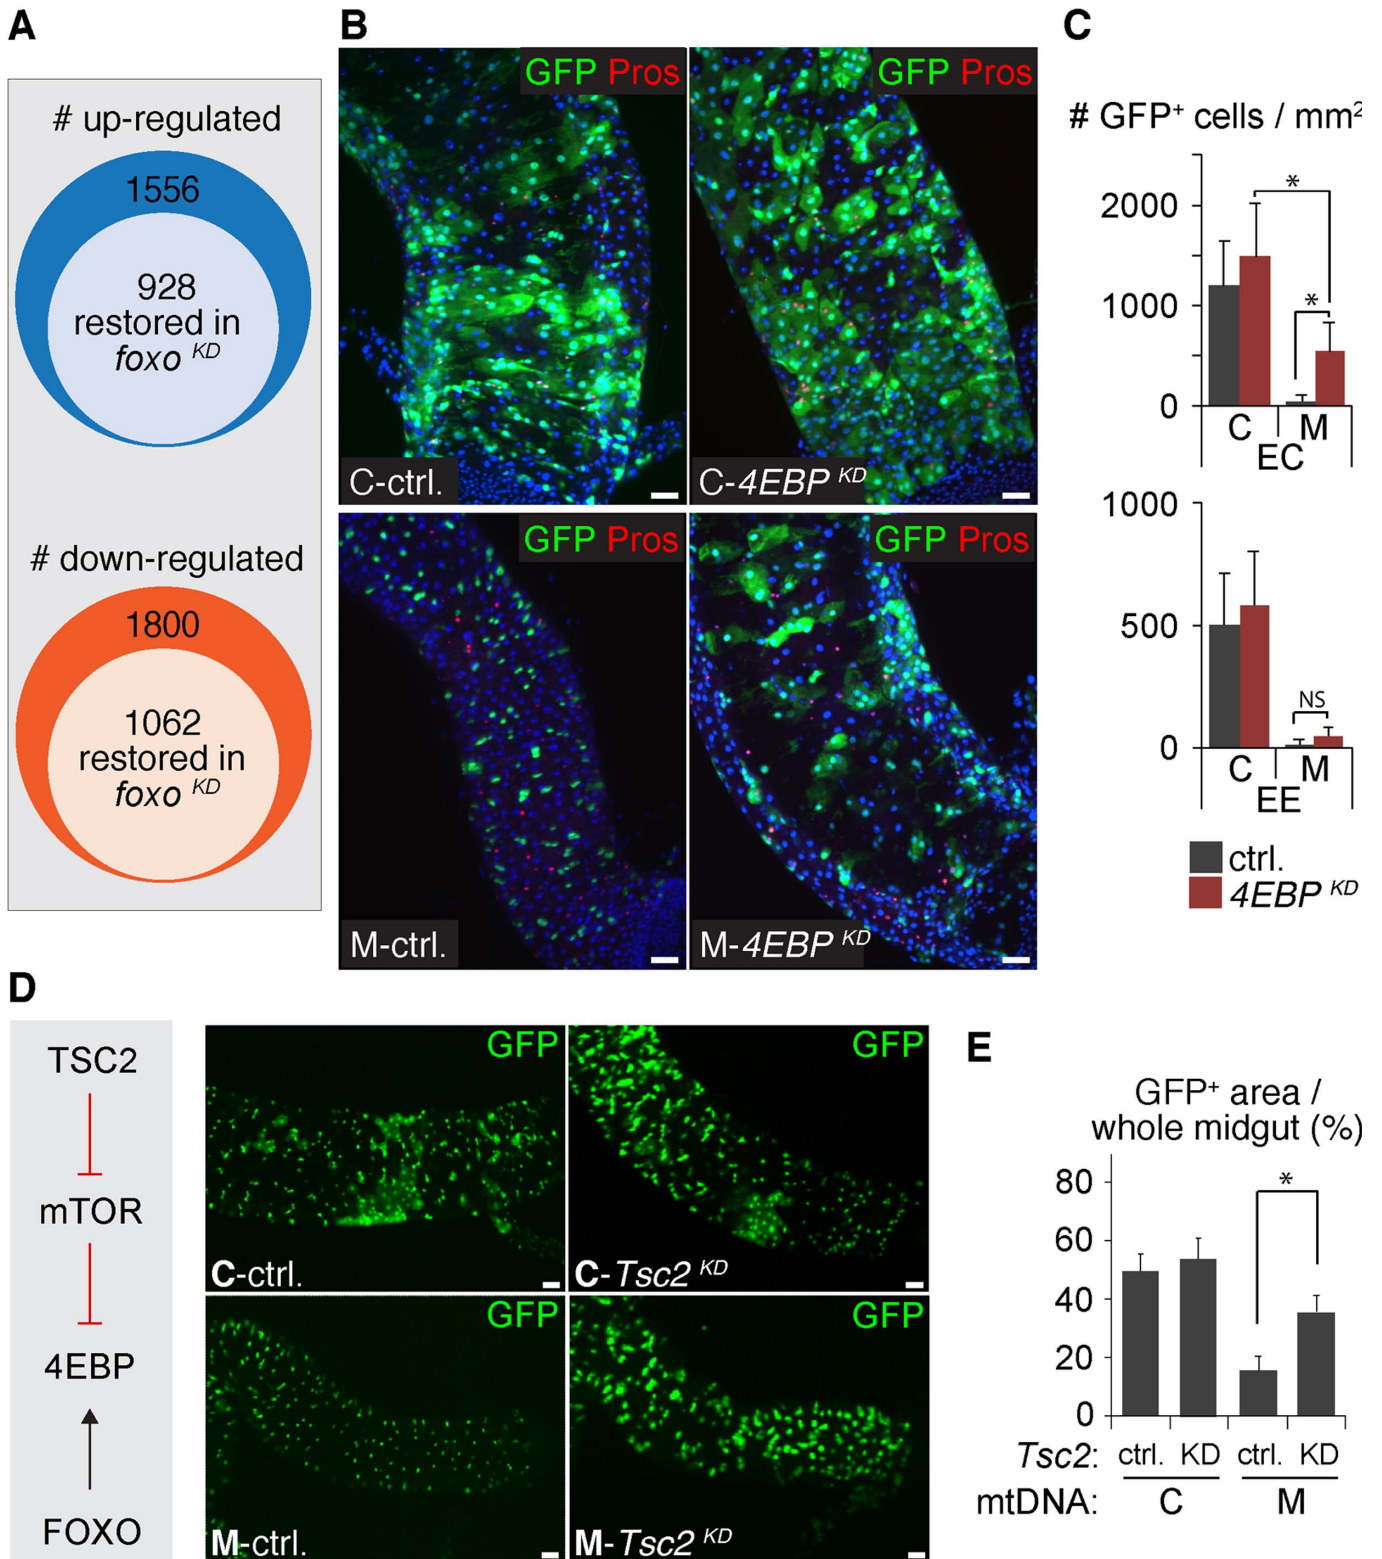 A
# up-regulated
1556
928
restored in
foxo KD
# down-regulated
1800
1062
restored in
foxo KD
B
GFP Pros
C-ctrl.
GFP Pros
C-4EBP KD
GFP Pros
M-ctrl.
GFP Pros
M-4EBP KD
C
# GFP+ cells / mm2
2000
1000
0
*
*
C M
EC
1000
500
0
NS
C M
EE
ctrl.
4EBP KD
D
TSC2
mTOR
4EBP
FOXO
GFP
C-ctrl.
GFP
C-Tsc2 KD
GFP
M-ctrl.
GFP
M-Tsc2 KD
E
GFP+ area /
whole midgut (%)
80
60
40
20
0
*
Tsc2: ctrl. KD ctrl. KD
mtDNA: C M